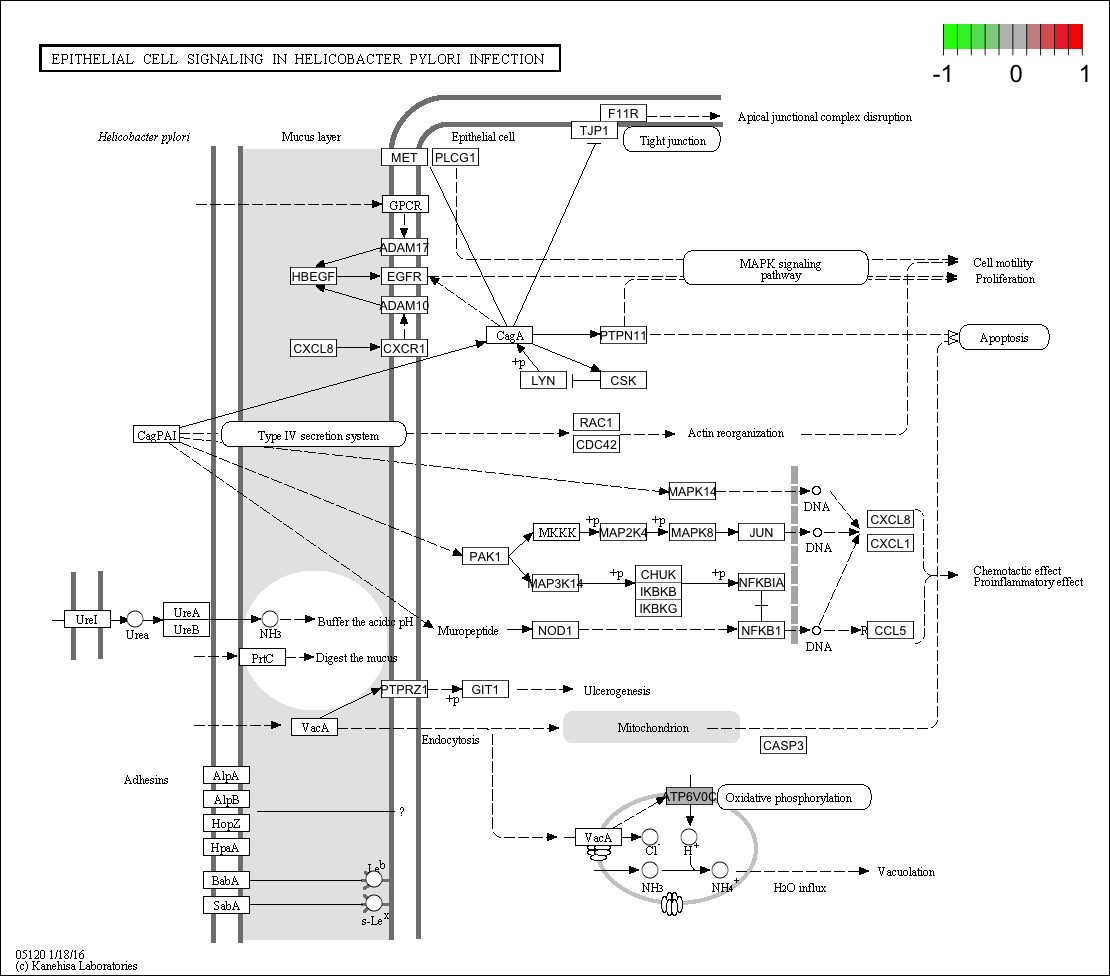 EPITHELIAL CELL SIGNALING IN HELICOBACTER PYLORI INFECTION
-1 0 1
Helicobacter pylori
Mucus layer
Epithelial cell
F11R
TJP1
Tight junction
Apical junctional complex disruption
MET
PLCG1
GPCR
ADAM17
HBEGF
EGFR
ADAM10
CXCL8
CXCR1
MAPK signaling
pathway
Cell motility
Proliferation
CagA
PTPN11
Apoptosis
+p
LYN
CSK
CagPAI
Type IV secretion system
RAC1
CDC42
Actin reorganization
MAPK14
DNA
CXCL8
CXCL1
PAK1
MKKK
+p
MAP2K4
+p
MAPK8
JUN
DNA
MAP3K14
+p
CHUK
IKBKB
IKBKG
+p
NFKBIA
Chemotactic effect
Proinflammatory effect
UreI
Urea
UreA
UreB
NH3
Buffer the acidic pH
Muropeptide
NOD1
NFKB1
DNA
R
CCL5
PrtC
Digest the mucus
PTPRZ1
+p
GIT1
Ulcerogenesis
VacA
Endocytosis
Mitochondrion
CASP3
Adhesins
AlpA
AlpB
HopZ
HpaA
BabA
SabA
?
Le b
s-Le x
ATP6V0C
Oxidative phosphorylation
VacA
Cl-
H+
NH3
NH4+
H2O influx
Vacuolation
05120 1/18/16
(c) Kanehisa Laboratories